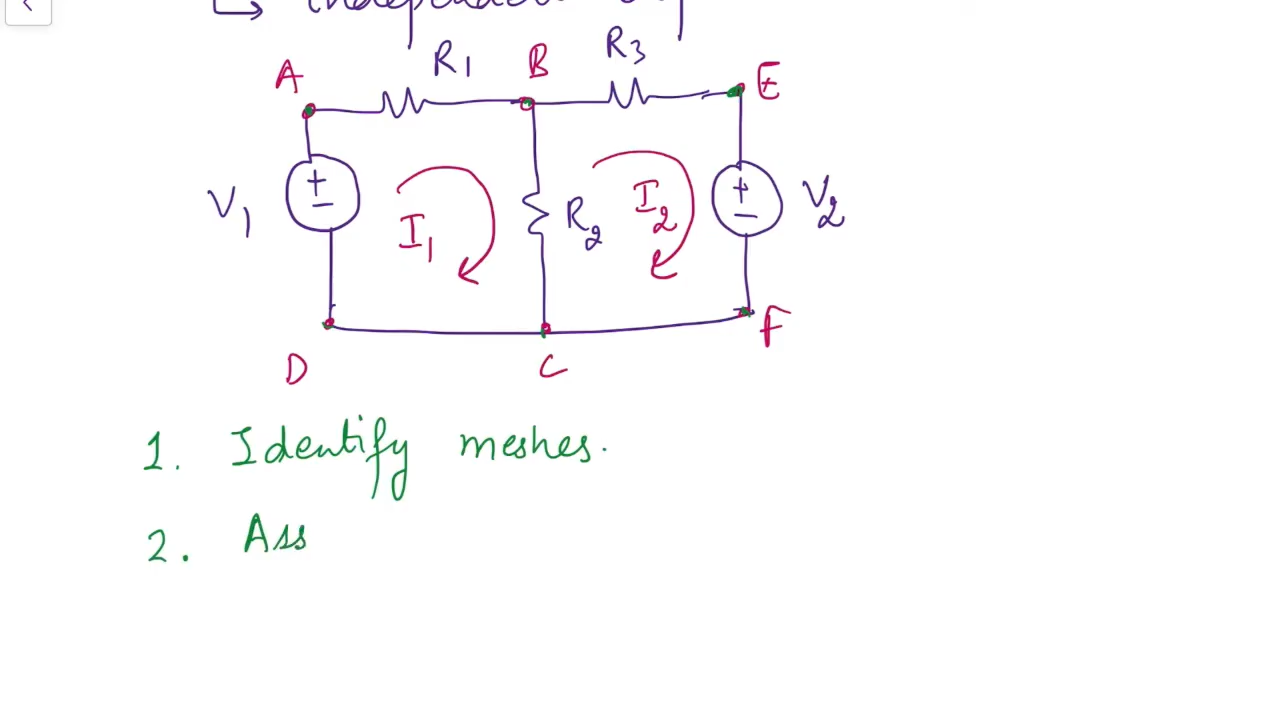 R1
R3
A
B
E
V1
I1
R2
I2
V2
D
C
F
1. Identify meshes.
2. Ass